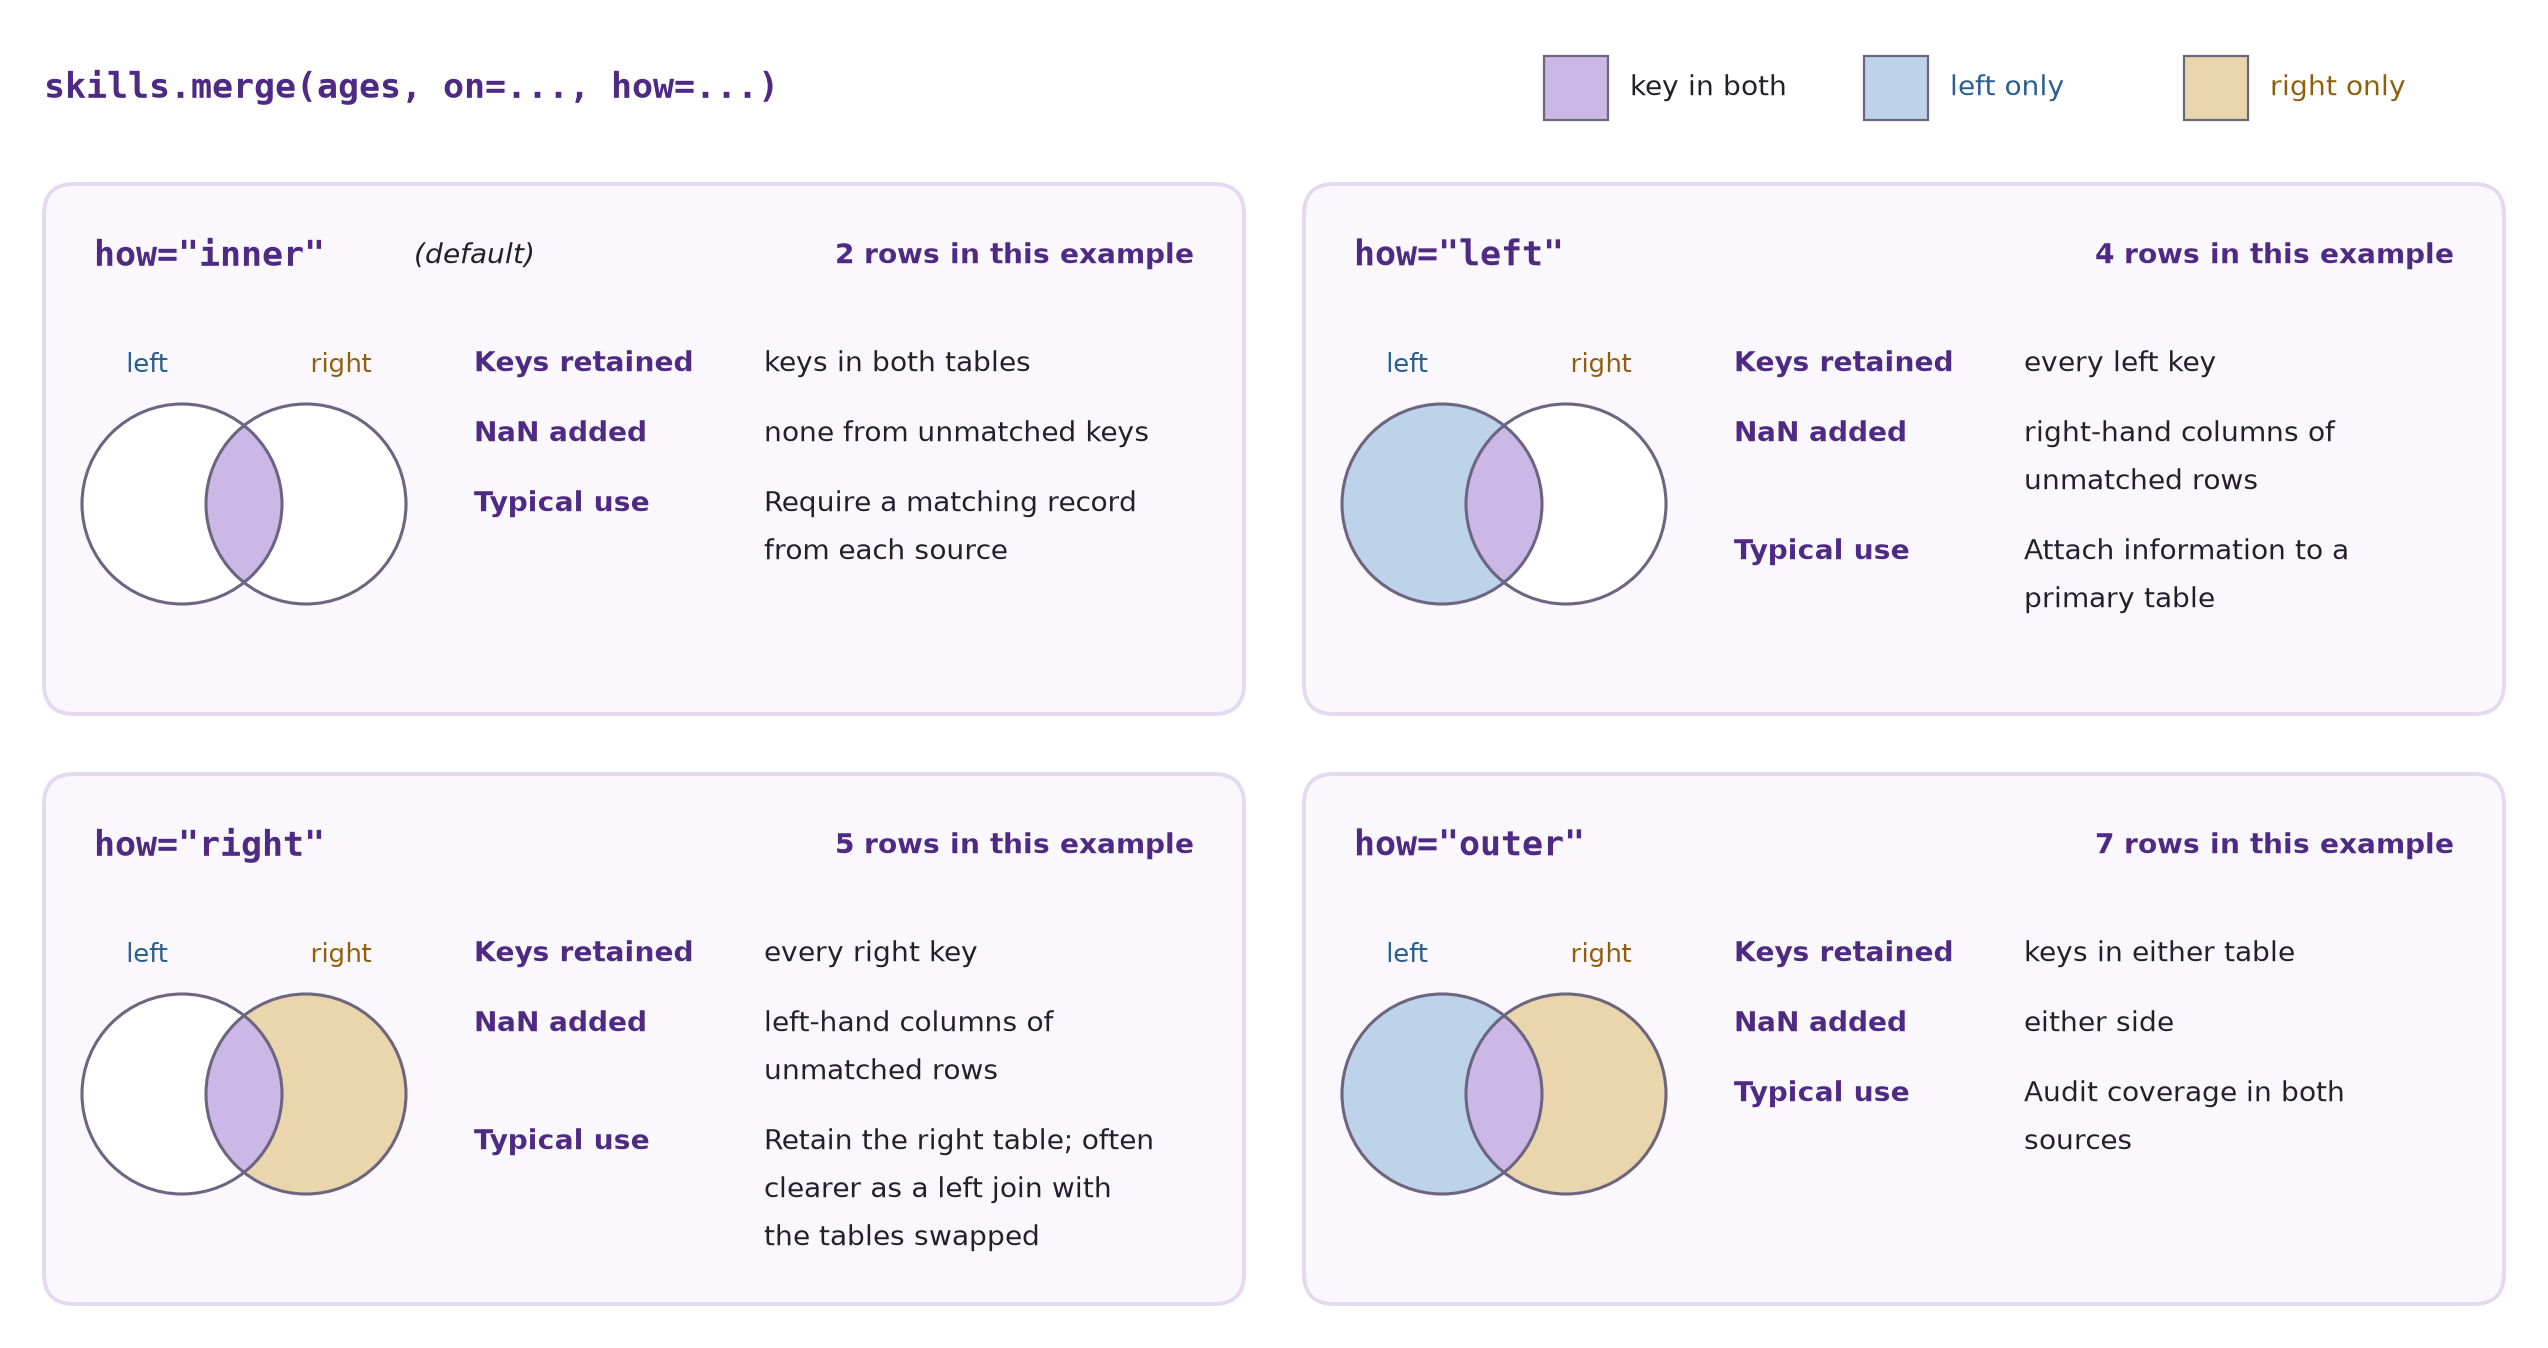 skills.merge(ages, on=..., how=...)
key in both
left only
right only
how="inner" (default) 2 rows in this example
left right
Keys retained keys in both tables
NaN added none from unmatched keys
Typical use Require a matching record
from each source
how="left" 4 rows in this example
left right
Keys retained every left key
NaN added right-hand columns of
unmatched rows
Typical use Attach information to a
primary table
how="right" 5 rows in this example
left right
Keys retained every right key
NaN added left-hand columns of
unmatched rows
Typical use Retain the right table; often
clearer as a left join with
the tables swapped
how="outer" 7 rows in this example
left right
Keys retained keys in either table
NaN added either side
Typical use Audit coverage in both
sources